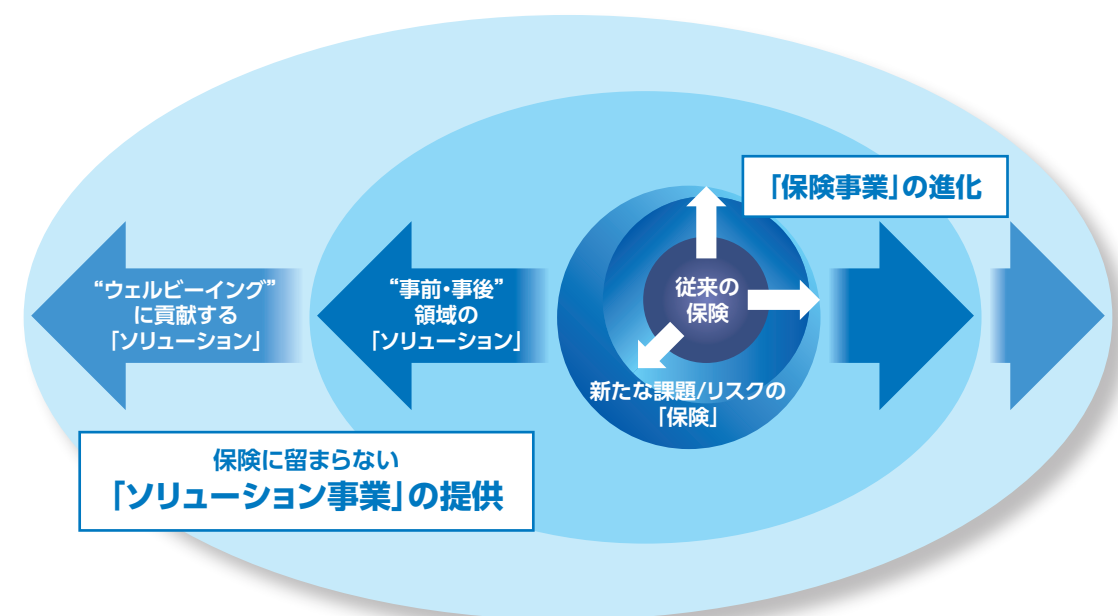 「保険事業」の進化
“ウェルビーイング”
に貢献する
「ソリューション」
“事前・事後”
領域の
「ソリューション」
従来の
保険
新たな課題/リスクの
「保険」
保険に留まらない
「ソリューション事業」の提供